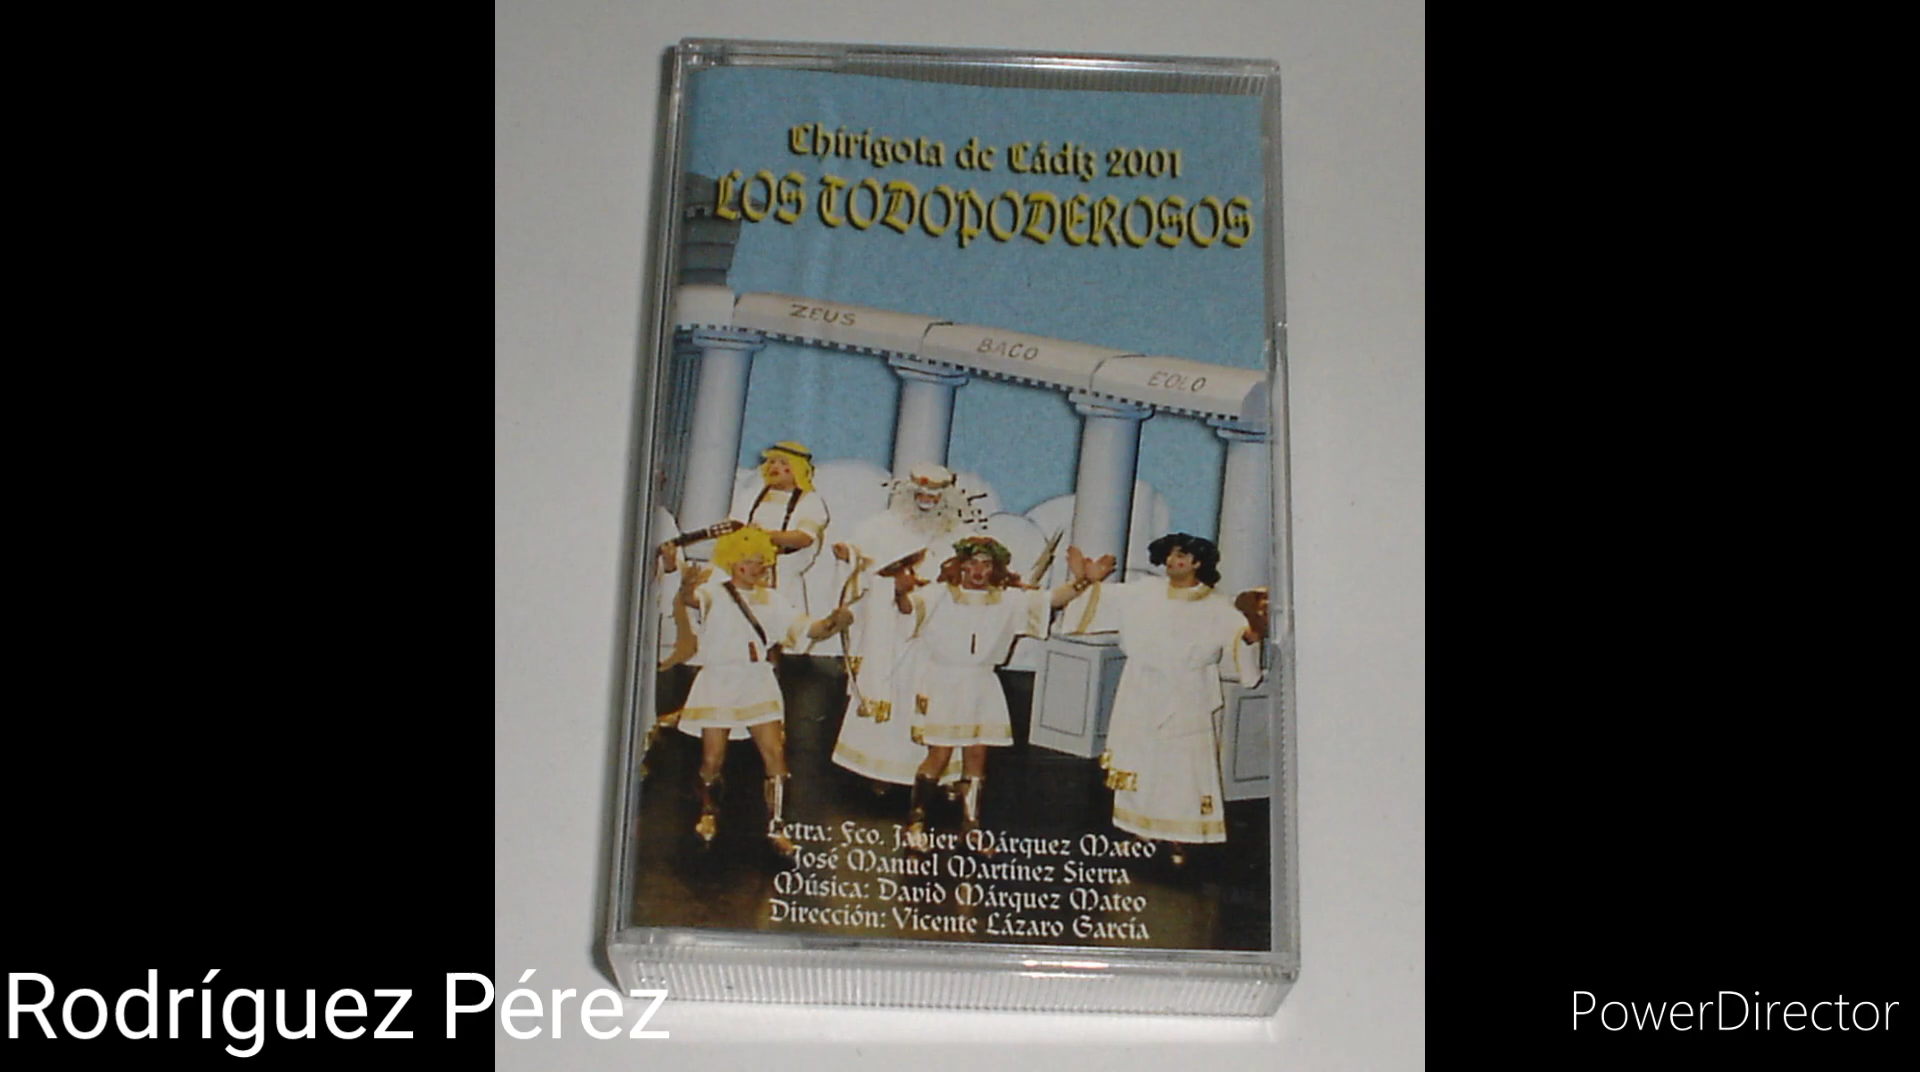 Chirigota de Cádiz 2001
LOS TODOPODEROSOS
ZEUS
BACO
EOLO
Letra: Fco. Javier Márquez Mateo
José Manuel Martínez Sierra
Música: David Márquez Mateo
Dirección: Vicente Lázaro García
Rodríguez Pérez
PowerDirector